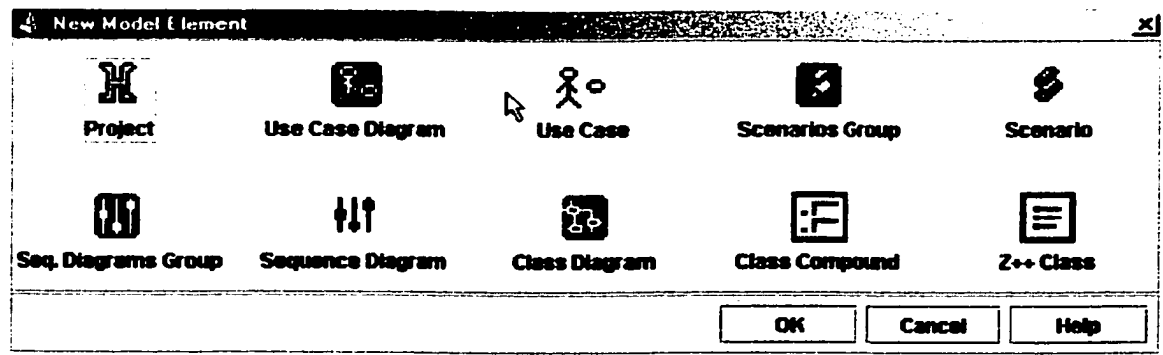 New Model Element
Project Use Case Diagram Use Case Scenarios Group Scenario
Seq. Diagrams Group Sequence Diagram Class Diagram Class Compound Z++ Class
OK Cancel Help